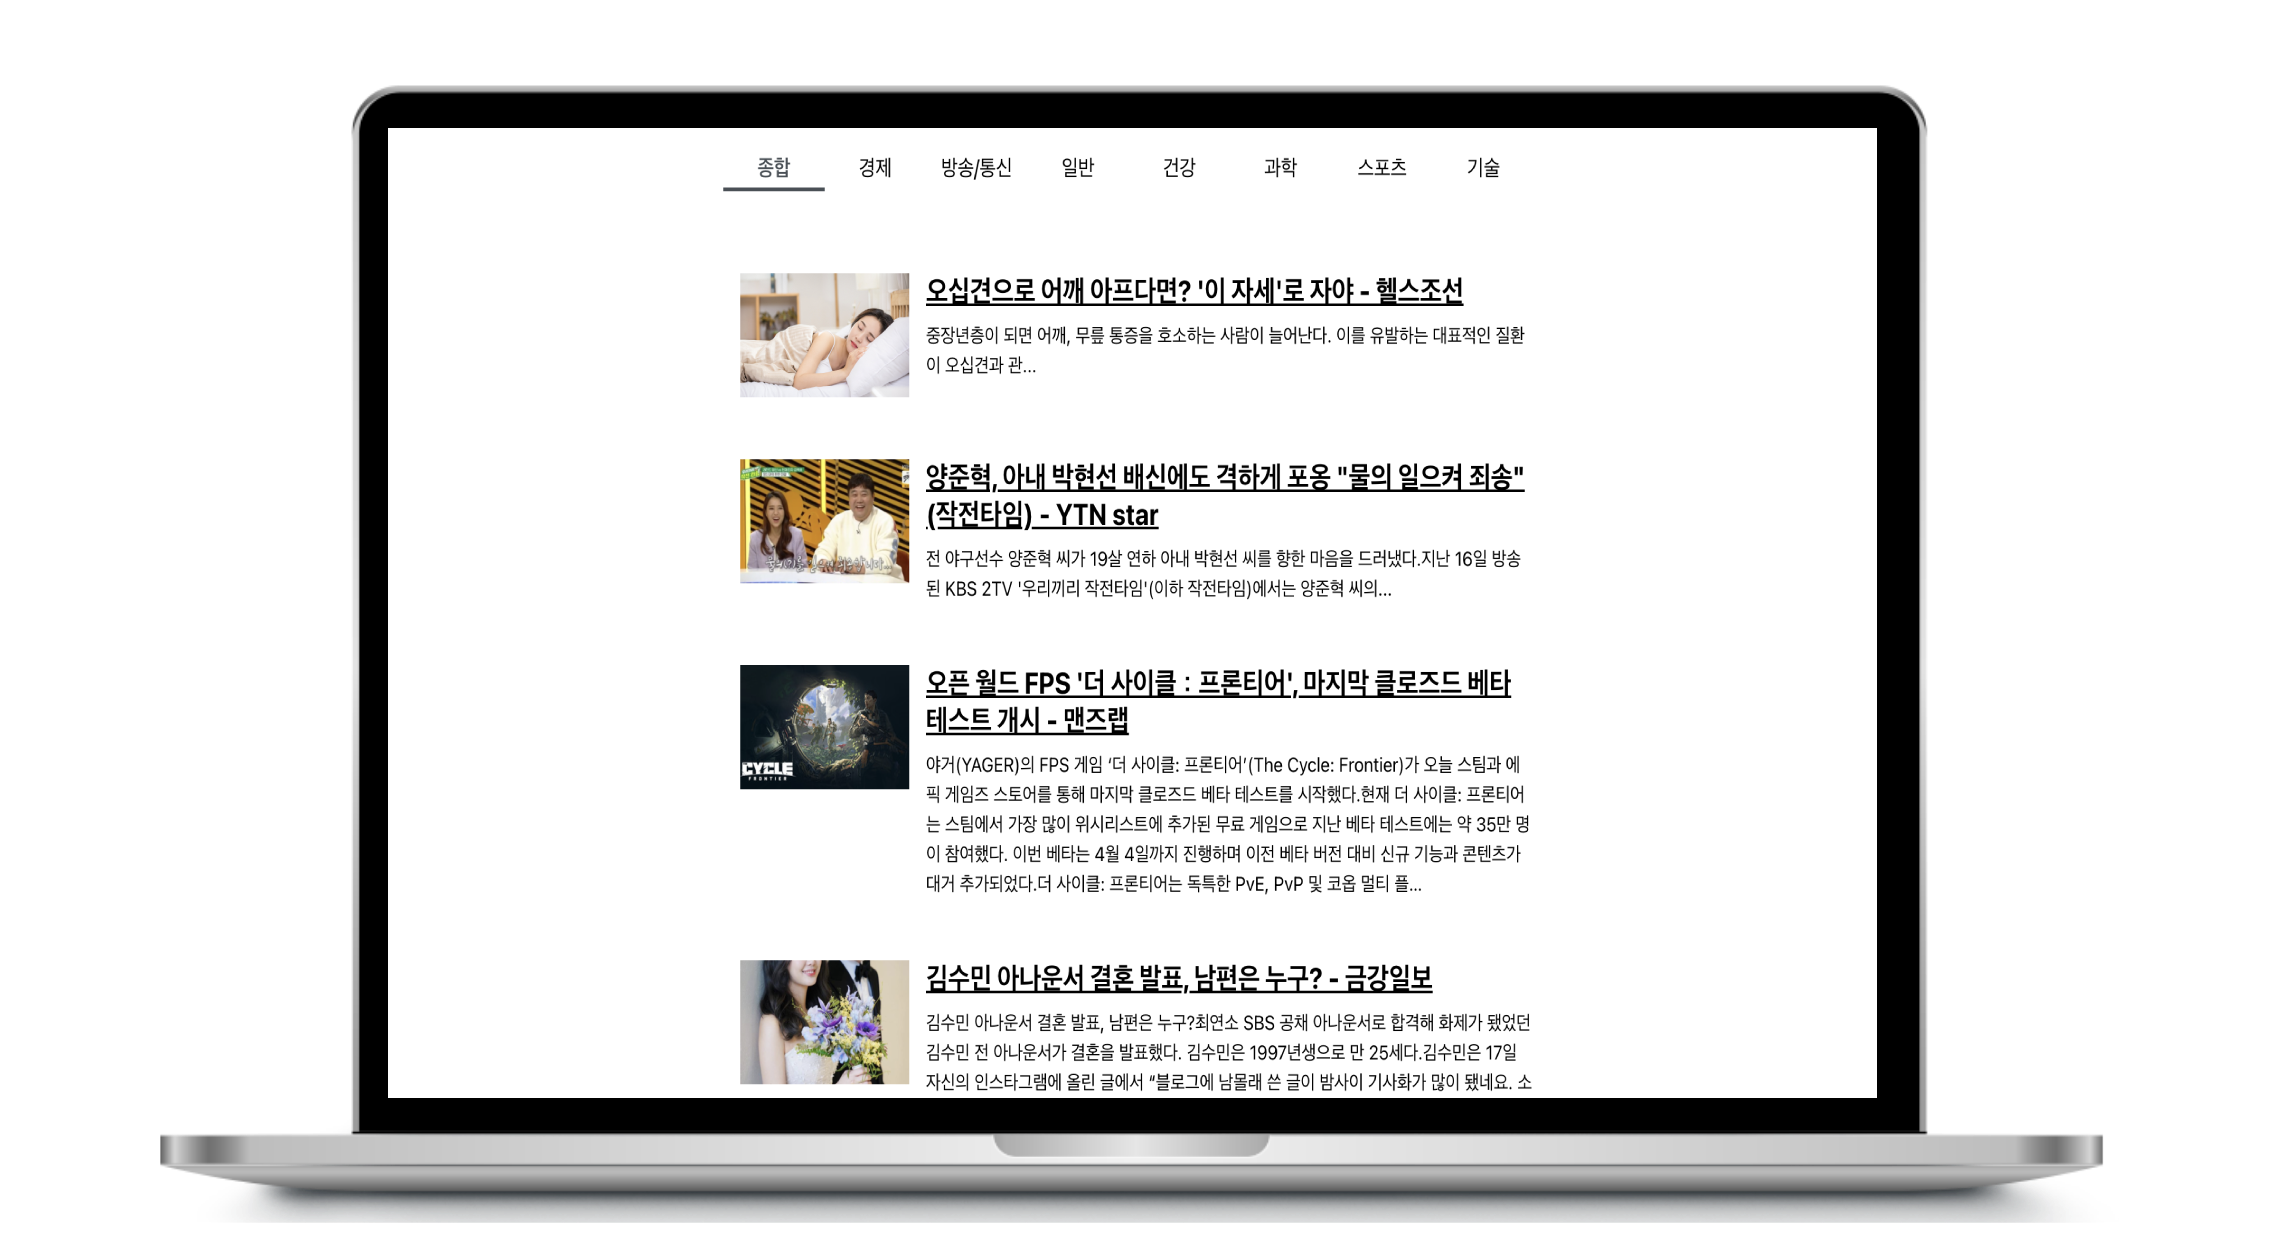 종합 경제 방송/통신 일반 건강 과학 스포츠 기술
오십견으로 어깨 아프다면? '이 자세'로 자야 - 헬스조선
중장년층이 되면 어깨, 무릎 통증을 호소하는 사람이 늘어난다. 이를 유발하는 대표적인 질환
이 오십견과 관...
양준혁, 아내 박현선 배신에도 격하게 포옹 "물의 일으켜 죄송"
(작전타임) - YTN star
전 야구선수 양준혁 씨가 19살 연하 아내 박현선 씨를 향한 마음을 드러냈다.지난 16일 방송
된 KBS 2TV '우리끼리 작전타임'(이하 작전타임)에서는 양준혁 씨의...
오픈 월드 FPS '더 사이클 : 프론티어', 마지막 클로즈드 베타
테스트 개시 - 맨즈랩
CYCLE
FRONTIER
야거(YAGER)의 FPS 게임 ‘더 사이클: 프론티어’(The Cycle: Frontier)가 오늘 스팀과 에
픽 게임즈 스토어를 통해 마지막 클로즈드 베타 테스트를 시작했다.현재 더 사이클: 프론티어
는 스팀에서 가장 많이 위시리스트에 추가된 무료 게임으로 지난 베타 테스트에는 약 35만 명
이 참여했다. 이번 베타는 4월 4일까지 진행하며 이전 베타 버전 대비 신규 기능과 콘텐츠가
대거 추가되었다.더 사이클: 프론티어는 독특한 PvE, PvP 및 코옵 멀티 플...
김수민 아나운서 결혼 발표, 남편은 누구? - 금강일보
김수민 아나운서 결혼 발표, 남편은 누구?최연소 SBS 공채 아나운서로 합격해 화제가 됐었던
김수민 전 아나운서가 결혼을 발표했다. 김수민은 1997년생으로 만 25세다.김수민은 17일
자신의 인스타그램에 올린 글에서 “블로그에 남몰래 쓴 글이 밤사이 기사화가 많이 됐네요. 소